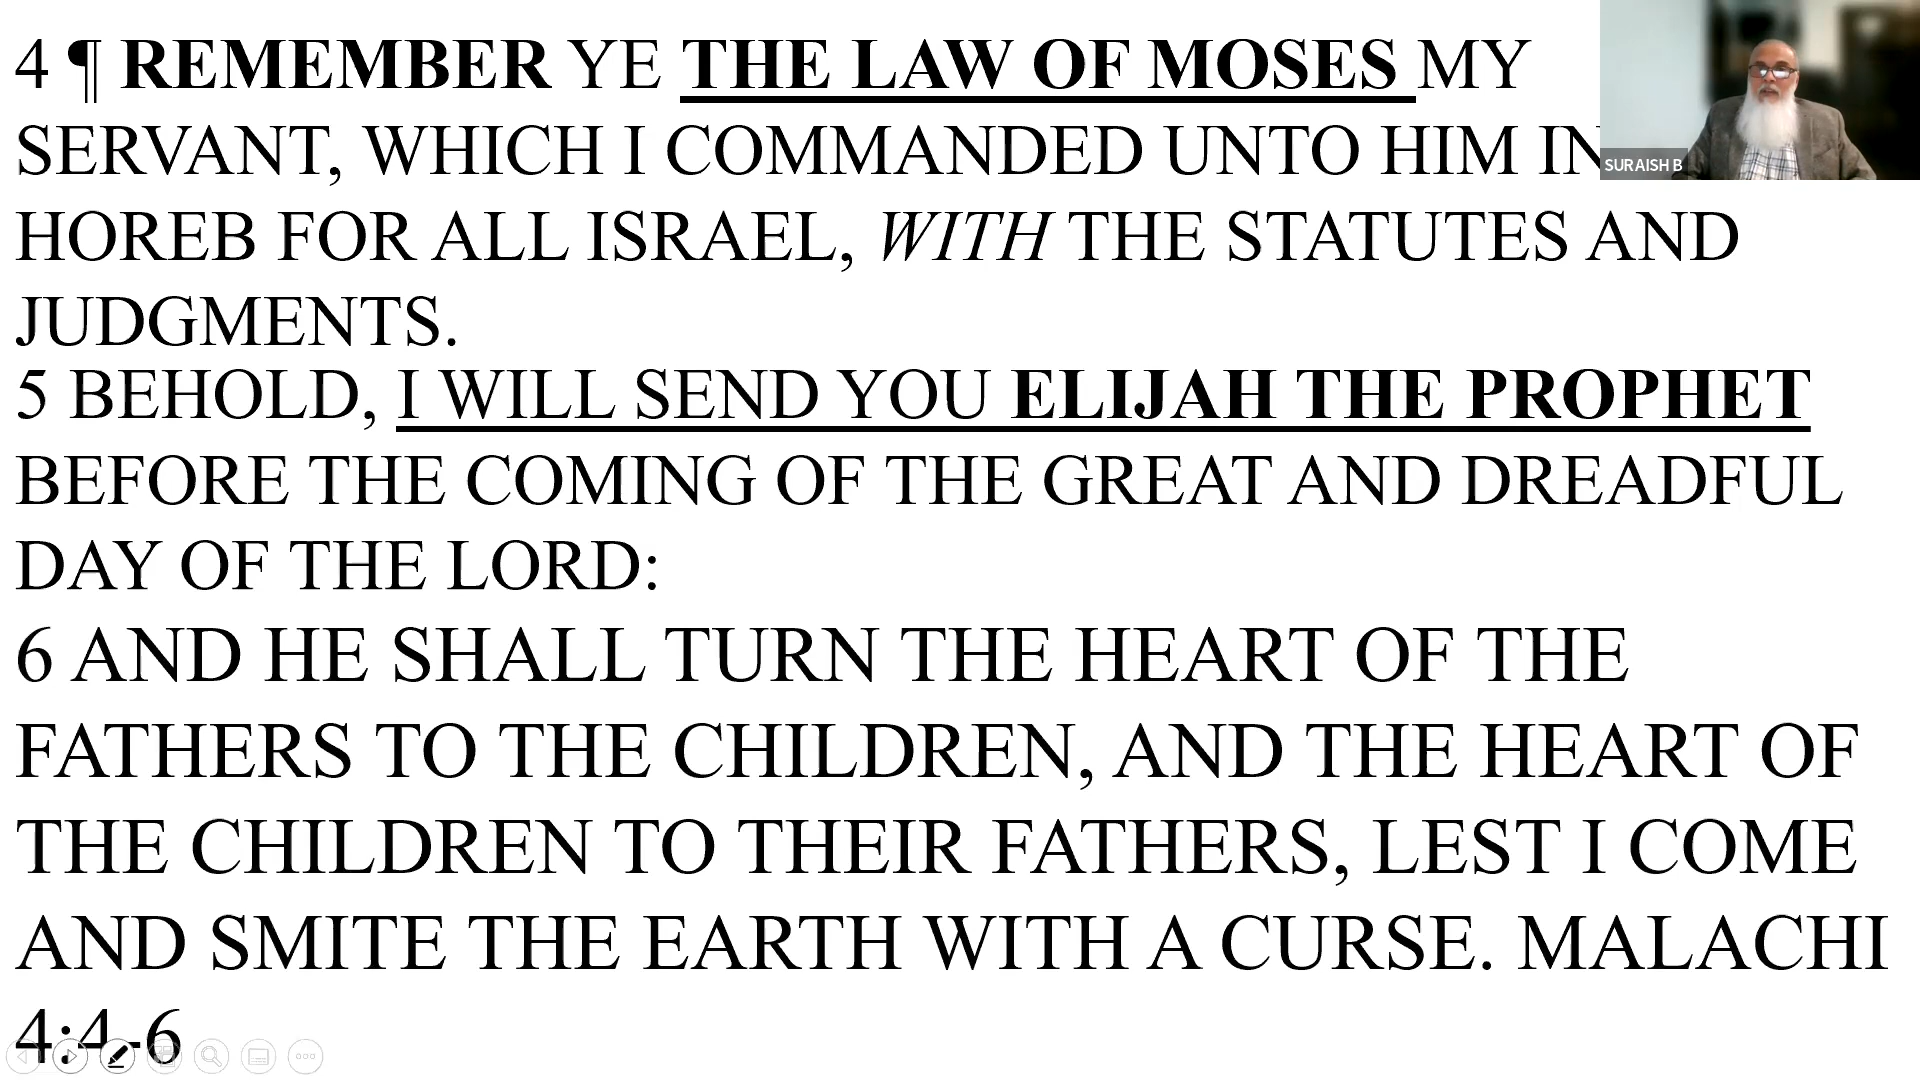 4 ¶ REMEMBER YE THE LAW OF MOSES MY
SERVANT, WHICH I COMMANDED UNTO HIM IN
HOREB FOR ALL ISRAEL, WITH THE STATUTES AND
JUDGMENTS.
5 BEHOLD, I WILL SEND YOU ELIJAH THE PROPHET
BEFORE THE COMING OF THE GREAT AND DREADFUL
DAY OF THE LORD:
6 AND HE SHALL TURN THE HEART OF THE
FATHERS TO THE CHILDREN, AND THE HEART OF
THE CHILDREN TO THEIR FATHERS, LEST I COME
AND SMITE THE EARTH WITH A CURSE. MALACHI
4:4-6
SURAISH B